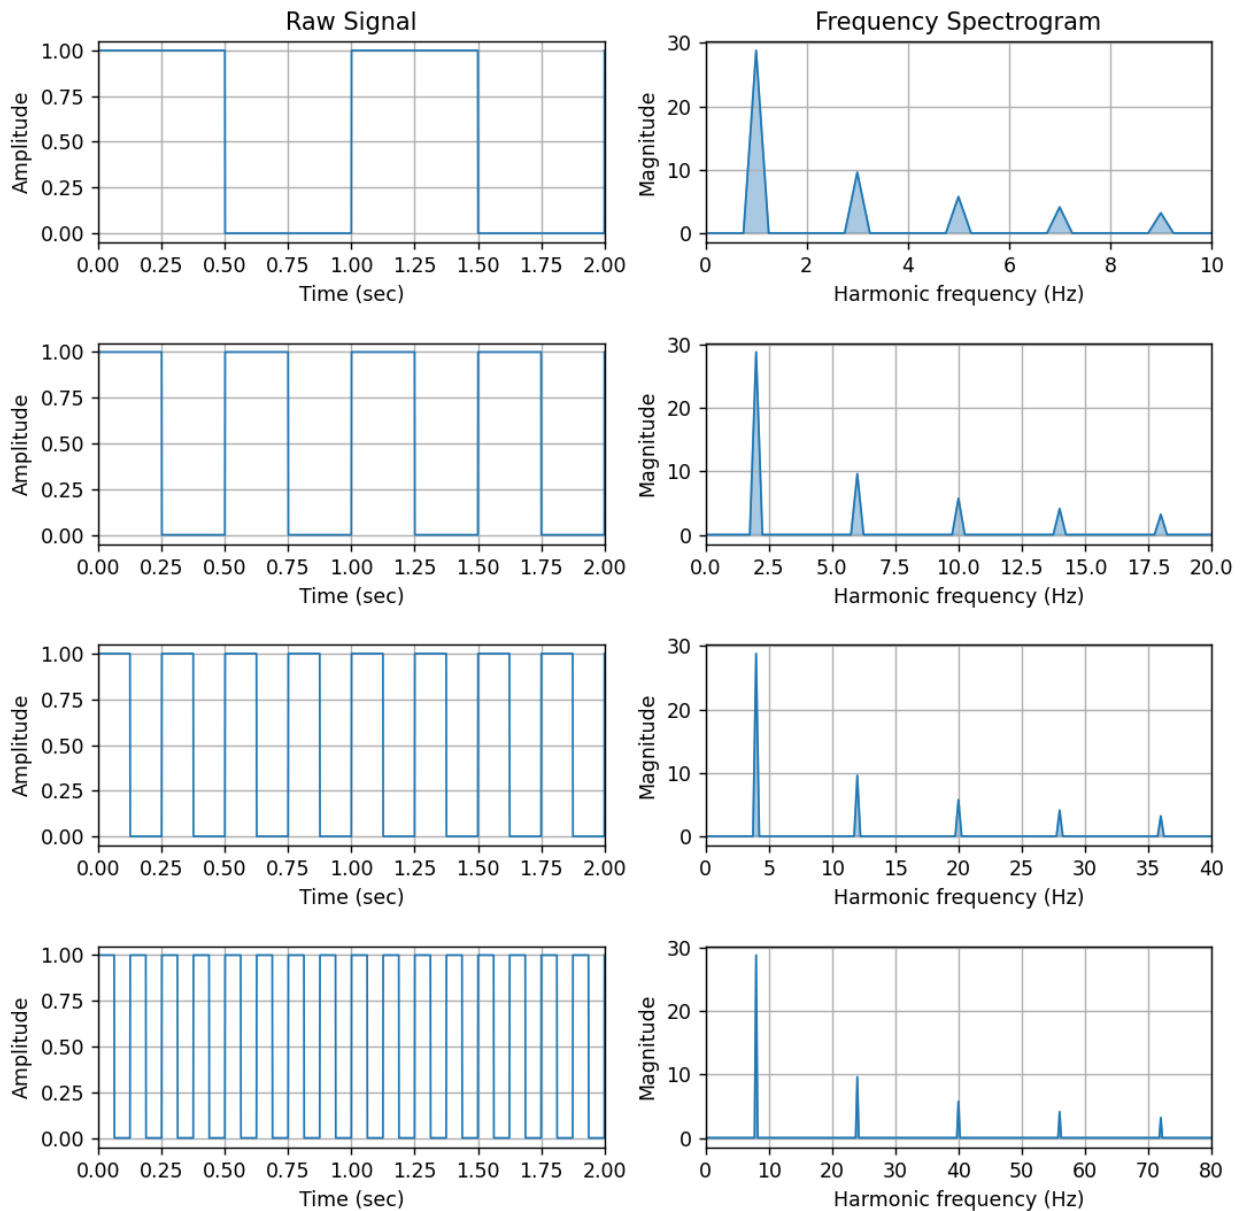 Raw Signal
1.00
0.75
0.50
0.25
0.00
Amplitude
0.00 0.25 0.50 0.75 1.00 1.25 1.50 1.75 2.00
Time (sec)
Frequency Spectrogram
30
20
10
0
Magnitude
0 2 4 6 8 10
Harmonic frequency (Hz)
1.00
0.75
0.50
0.25
0.00
Amplitude
0.00 0.25 0.50 0.75 1.00 1.25 1.50 1.75 2.00
Time (sec)
30
20
10
0
Magnitude
0.0 2.5 5.0 7.5 10.0 12.5 15.0 17.5 20.0
Harmonic frequency (Hz)
1.00
0.75
0.50
0.25
0.00
Amplitude
0.00 0.25 0.50 0.75 1.00 1.25 1.50 1.75 2.00
Time (sec)
30
20
10
0
Magnitude
0 5 10 15 20 25 30 35 40
Harmonic frequency (Hz)
1.00
0.75
0.50
0.25
0.00
Amplitude
0.00 0.25 0.50 0.75 1.00 1.25 1.50 1.75 2.00
Time (sec)
30
20
10
0
Magnitude
0 10 20 30 40 50 60 70 80
Harmonic frequency (Hz)